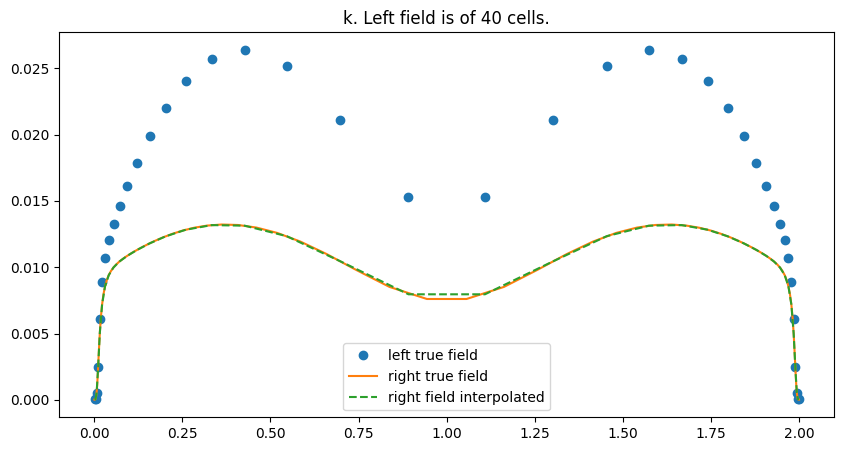 k. Left field is of 40 cells.
0.025
0.020
0.015
0.010
0.005
0.000
left true field
right true field
right field interpolated
0.00 0.25 0.50 0.75 1.00 1.25 1.50 1.75 2.00